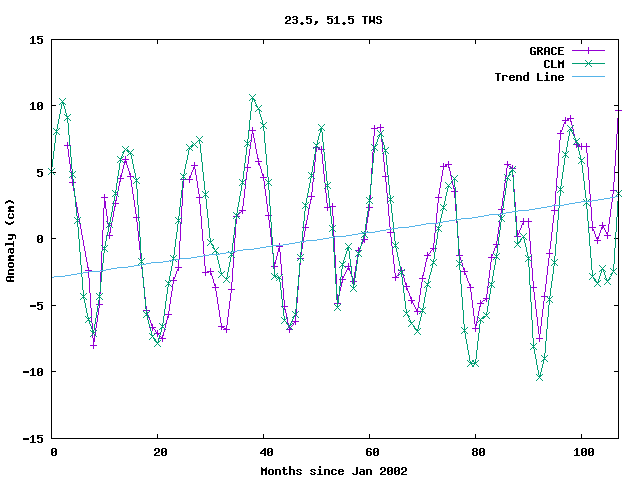 23.5, 51.5 TWS
GRACE
CLM
Trend Line
15
10
5
0
-5
-10
-15
Anomaly (cm)
0 20 40 60 80 100
Months since Jan 2002